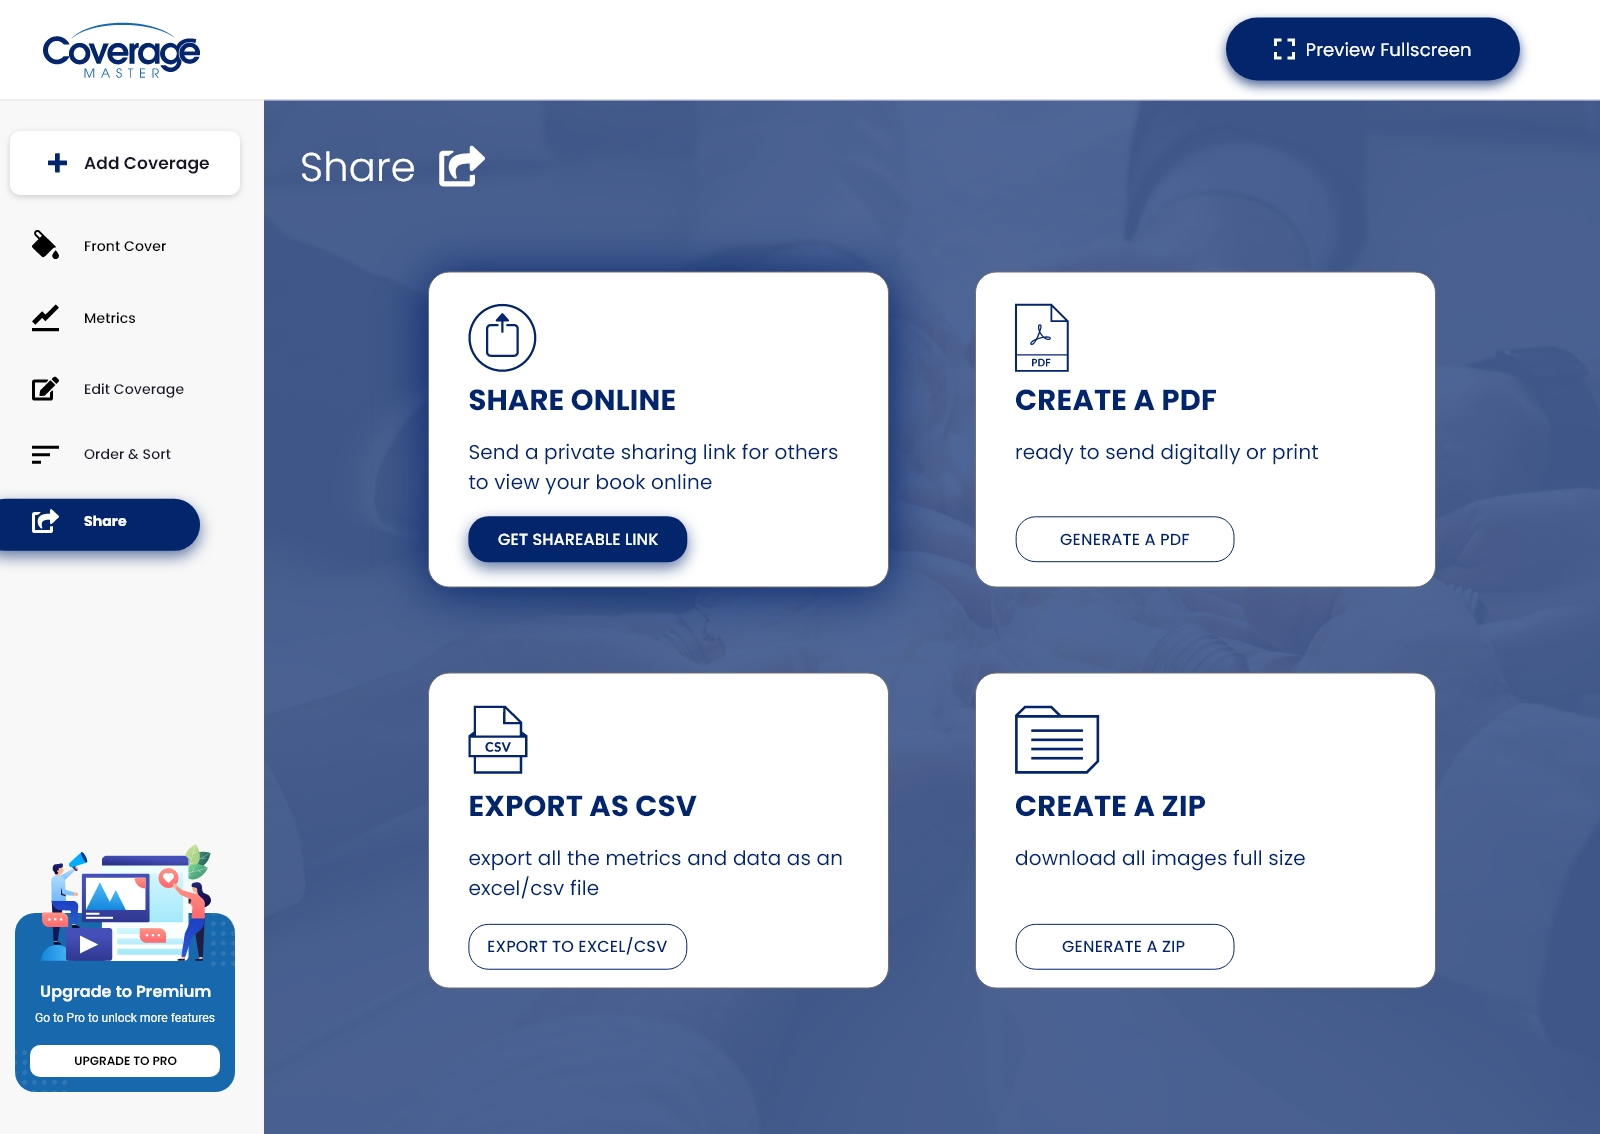 Coverage
MASTER
Preview Fullscreen
Add Coverage
Front Cover
Metrics
Edit Coverage
Order & Sort
Share
Upgrade to Premium
Go to Pro to unlock more features
UPGRADE TO PRO
Share
SHARE ONLINE
Send a private sharing link for others
to view your book online
GET SHAREABLE LINK
PDF
CREATE A PDF
ready to send digitally or print
GENERATE A PDF
CSV
EXPORT AS CSV
export all the metrics and data as an
excel/csv file
EXPORT TO EXCEL/CSV
CREATE A ZIP
download all images full size
GENERATE A ZIP